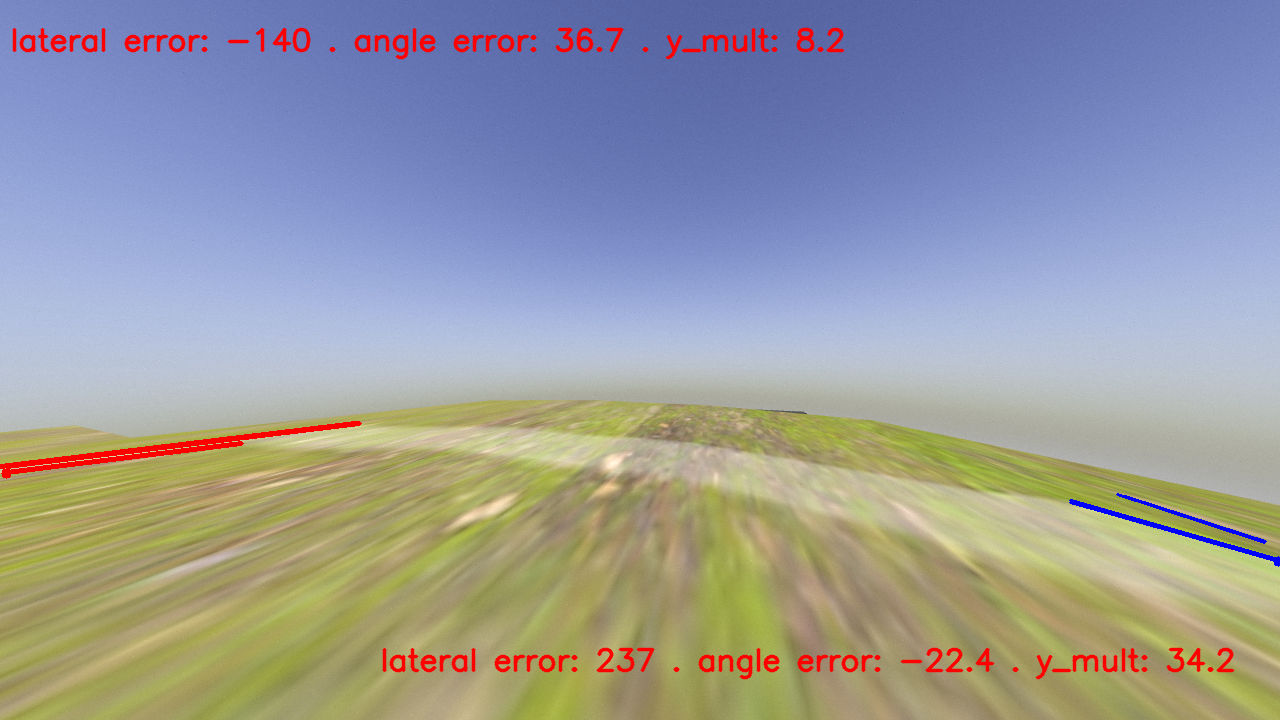 lateral error: -140 . angle error: 36.7 . y_mult: 8.2
lateral error: 237 . angle error: -22.4 . y_mult: 34.2